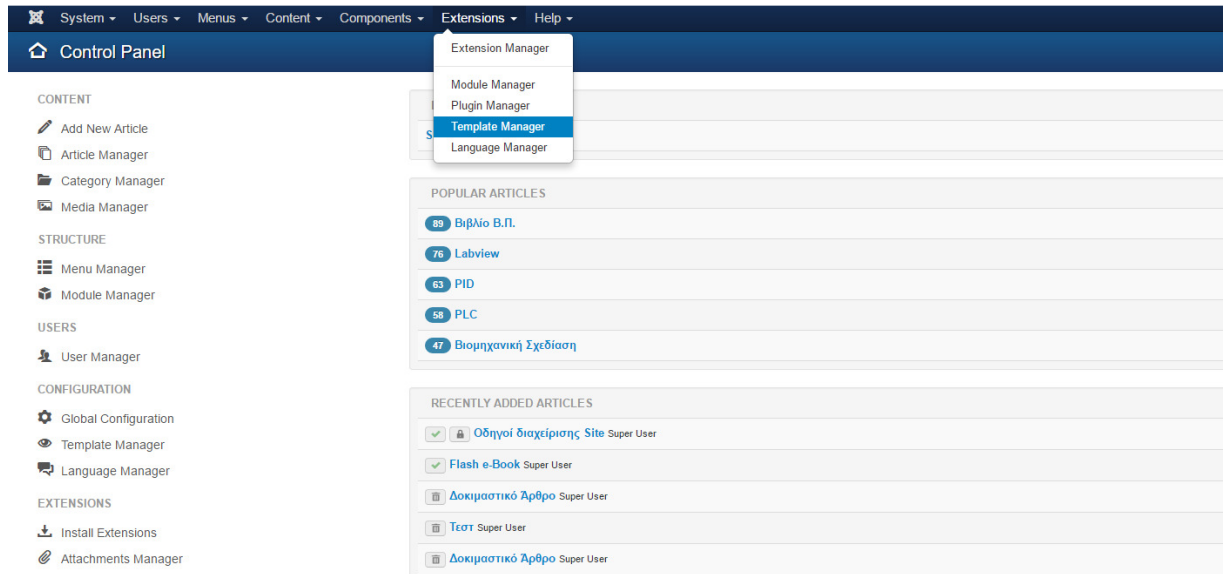 System Users Menus Content Components Extensions Help
Control Panel
Extension Manager
Module Manager
Plugin Manager
Template Manager
Language Manager
CONTENT
Add New Article
Article Manager
Category Manager
Media Manager
STRUCTURE
Menu Manager
Module Manager
USERS
User Manager
CONFIGURATION
Global Configuration
Template Manager
Language Manager
EXTENSIONS
Install Extensions
Attachments Manager
POPULAR ARTICLES
89 Βιβλίο Β.Π.
76 Labview
63 PID
58 PLC
47 Βιομηχανική Σχεδίαση
RECENTLY ADDED ARTICLES
Οδηγοί διαχείρισης Site Super User
Flash e-Book Super User
Δοκιμαστικό Άρθρο Super User
Τεστ Super User
Δοκιμαστικό Άρθρο Super User